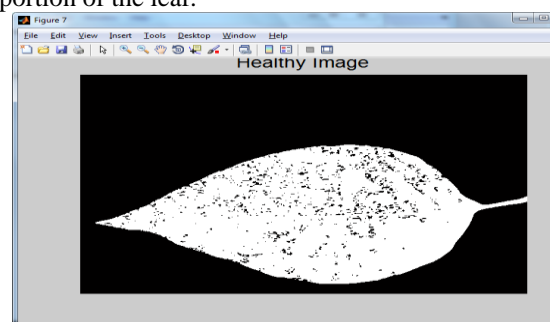 portion of the leaf.
Figure 7
File Edit View Insert Tools Desktop Window Help
Healthy Image